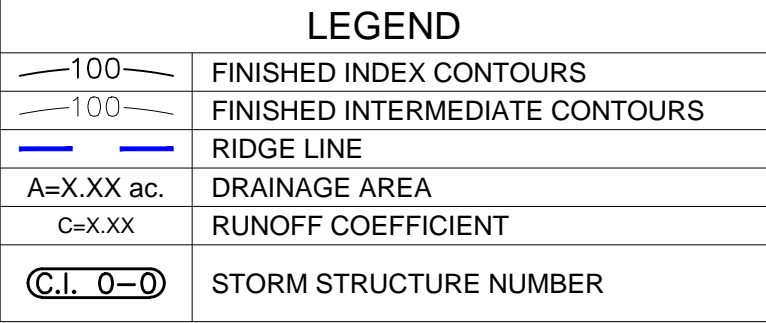 LEGEND
100 FINISHED INDEX CONTOURS
100 FINISHED INTERMEDIATE CONTOURS
RIDGE LINE
A=X.XX ac. DRAINAGE AREA
C=X.XX RUNOFF COEFFICIENT
C.I. 0-0 STORM STRUCTURE NUMBER